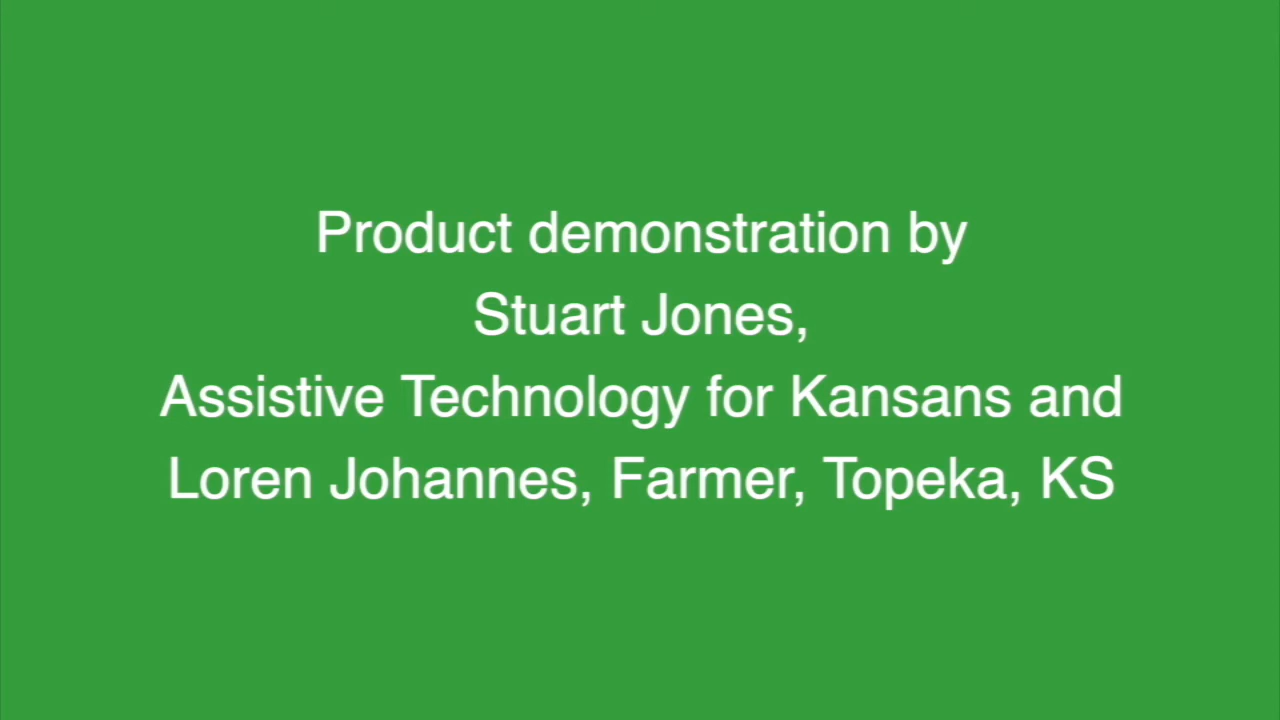 Product demonstration by
Stuart Jones,
Assistive Technology for Kansans and
Loren Johannes, Farmer, Topeka, KS